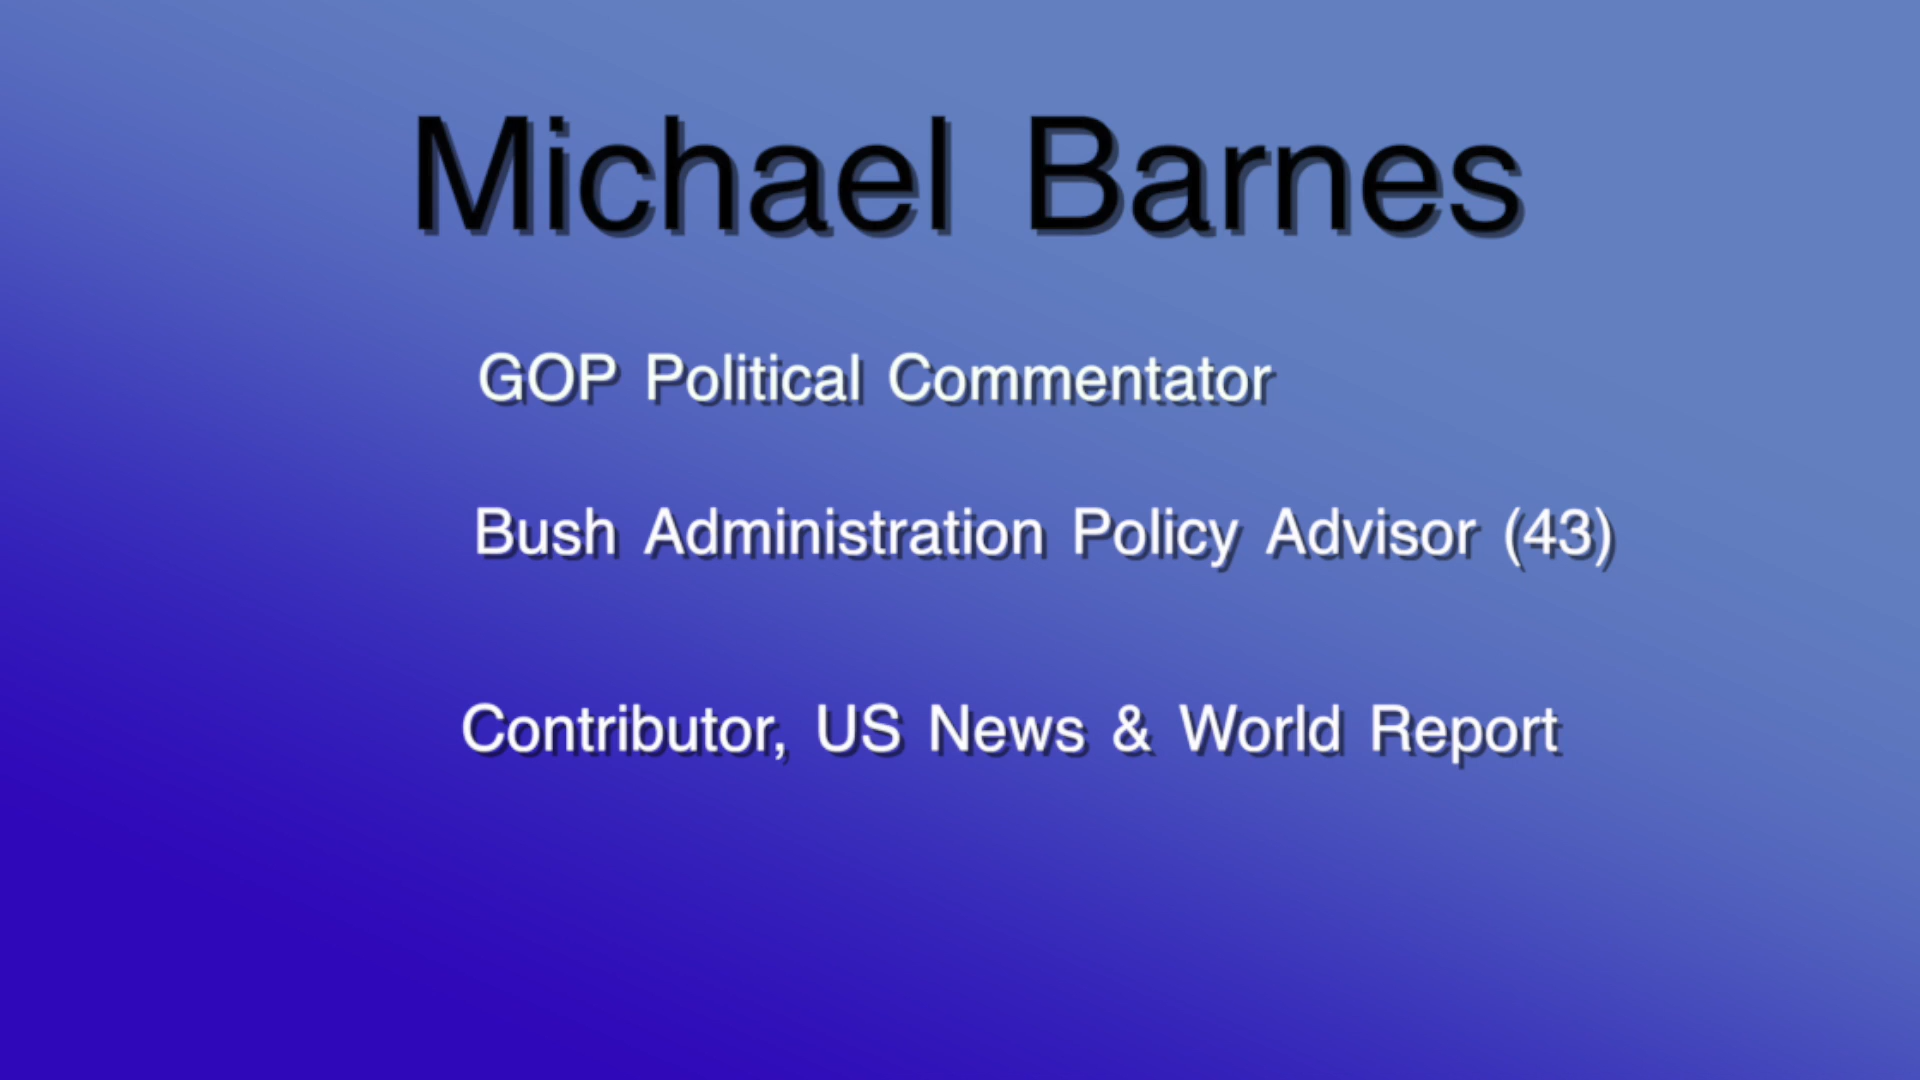 Michael Barnes
GOP Political Commentator
Bush Administration Policy Advisor (43)
Contributor, US News & World Report